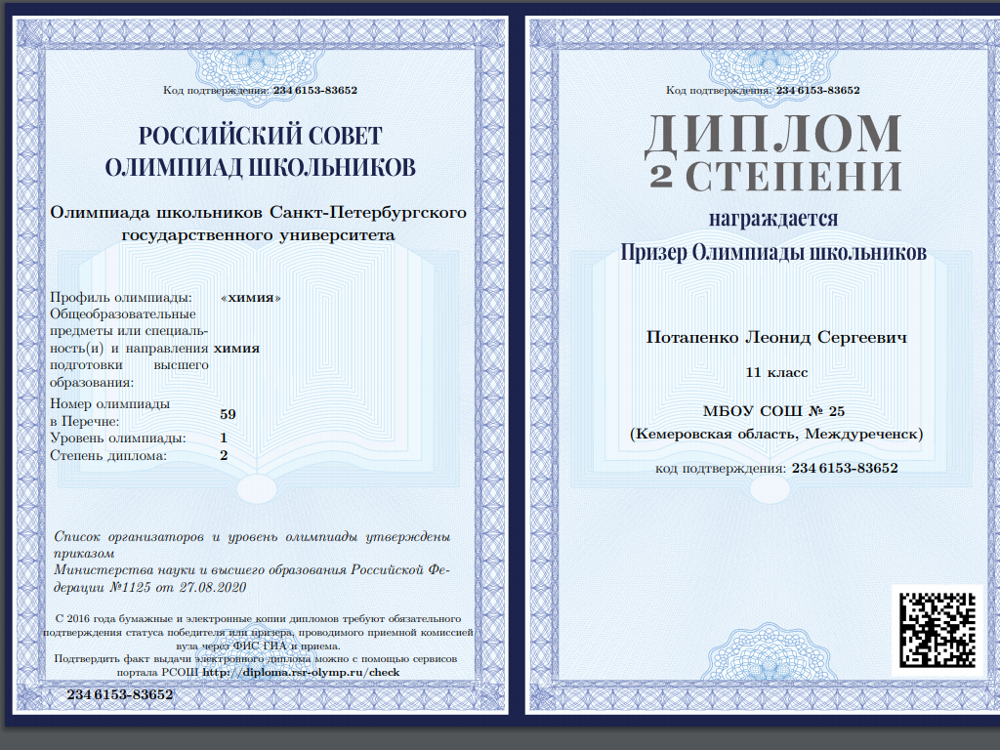 Код подтверждения: 234 6153-83652
РОССИЙСКИЙ СОВЕТ
ОЛИМПИАД ШКОЛЬНИКОВ
Олимпиада школьников Санкт-Петербургского
государственного университета
Профиль олимпиады: «химия»
Общеобразовательные
предметы или специаль-
ность(и) и направления химия
подготовки высшего
образования:
Номер олимпиады
в Перечне: 59
Уровень олимпиады: 1
Степень диплома: 2
Список организаторов и уровень олимпиады утверждены
приказом
Министерства науки и высшего образования Российской Фе-
дерации №1125 от 27.08.2020
С 2016 года бумажные и электронные копии дипломов требуют обязательного
подтверждения статуса победителя или призера, проводимого приемной комиссией
вуза через ФИС ГИА и приема.
Подтвердить факт выдачи электронного диплома можно с помощью сервисов
портала РСОШ http://diploma.rsr-olymp.ru/check
234 6153-83652
Код подтверждения: 234 6153-83652
ДИПЛОМ
2 СТЕПЕНИ
награждается
Призер Олимпиады школьников
Потапенко Леонид Сергеевич
11 класс
МБОУ СОШ № 25
(Кемеровская область, Междуреченск)
код подтверждения: 234 6153-83652